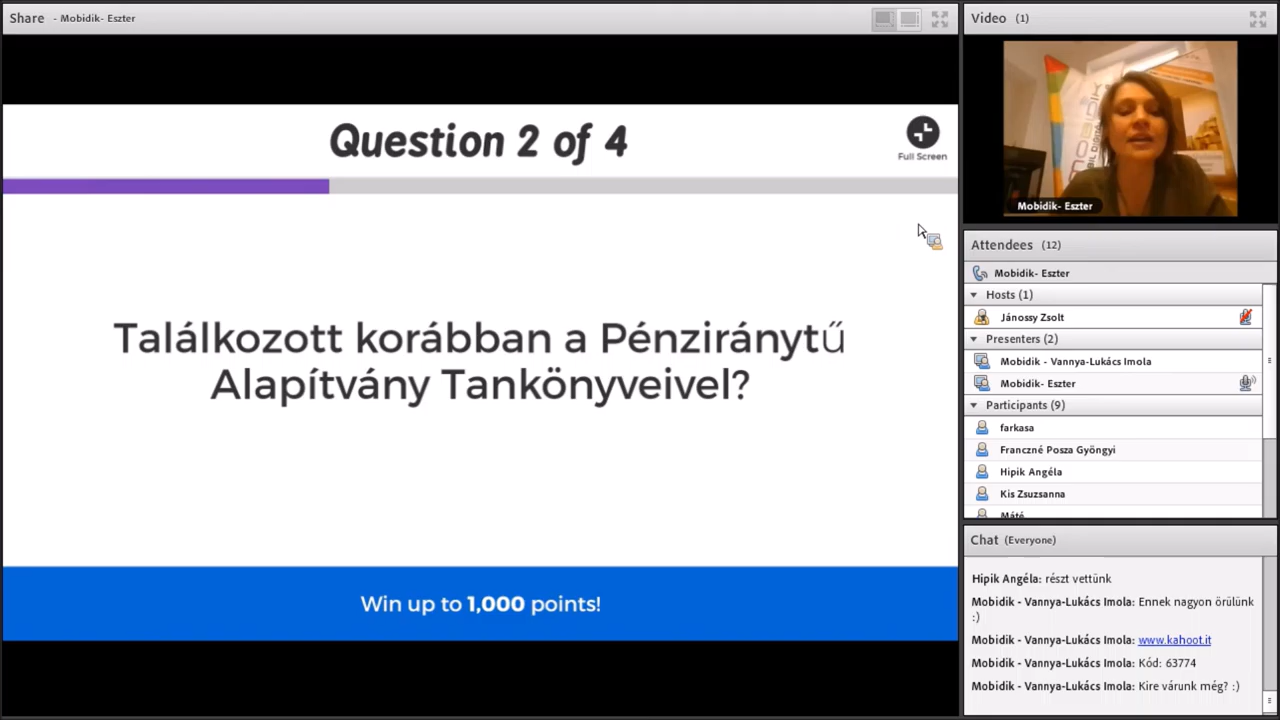 Share - Mobidik- Eszter
Question 2 of 4
Full Screen
Találkozott korábban a Pénziránytű
Alapítvány Tankönyveivel?
Win up to 1,000 points!
Video (1)
MOBIDIK
Mobidik- Eszter
Attendees (12)
Mobidik- Eszter
Hosts (1)
Jánossy Zsolt
Presenters (2)
Mobidik - Vannya-Lukács Imola
Mobidik- Eszter
Participants (9)
farkasa
Franczné Posza Gyöngyi
Hipik Angéla
Kis Zsuzsanna
Máté
Chat (Everyone)
Hipik Angéla: részt vettünk
Mobidik - Vannya-Lukács Imola: Ennek nagyon örülünk
:)
Mobidik - Vannya-Lukács Imola: www.kahoot.it
Mobidik - Vannya-Lukács Imola: Kód: 63774
Mobidik - Vannya-Lukács Imola: Kire várunk még? :)